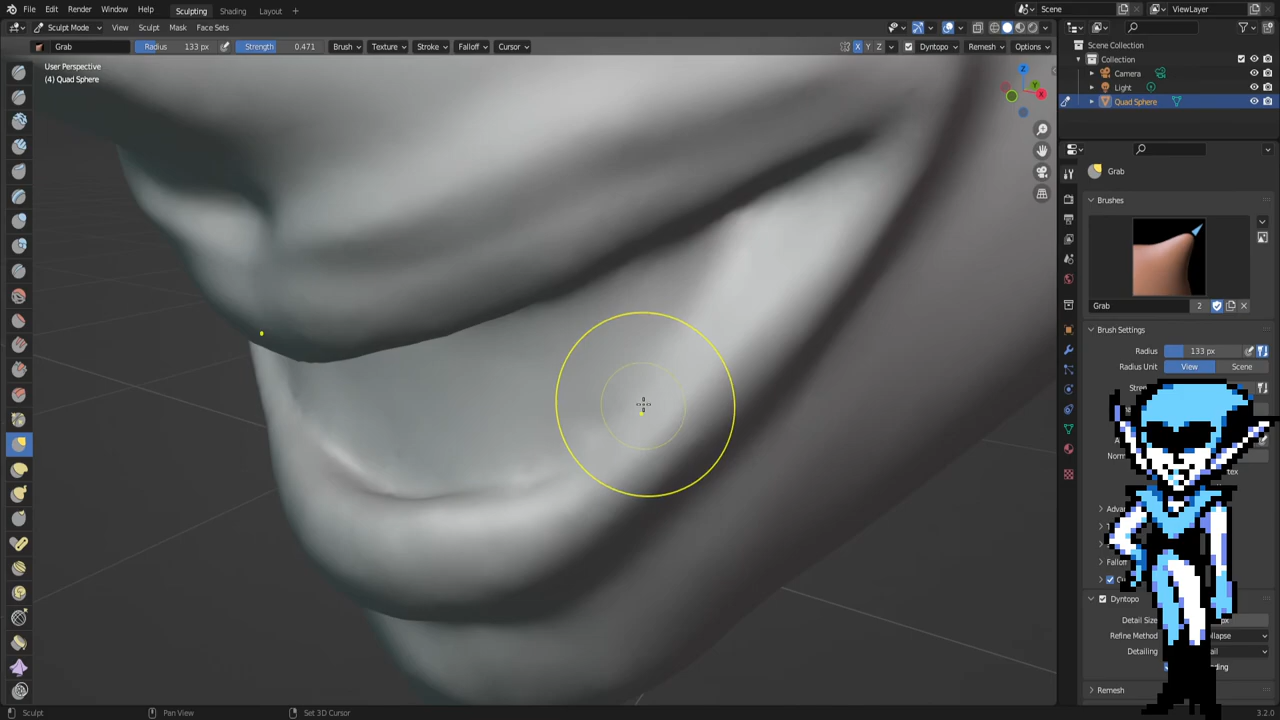 File Edit Render Window Help Sculpting Shading Layout + Scene ViewLayer
Sculpt Mode View Sculpt Mask Face Sets
Grab Radius 133 px Strength 0.471 Brush Texture Stroke Falloff Cursor X Y Z Dyntopo Remesh Options
User Perspective
(4) Quad Sphere
Z
Y
X
Scene Collection
Collection
Camera
Light
Quad Sphere
Grab
Brushes
Grab 2
Brush Settings
Radius 133 px
Radius Unit View Scene
Falloff
Dyntopo
Detail Size
Refine Method
Detailing
Remesh
Sculpt Pan View Set 3D Cursor 3.2.0